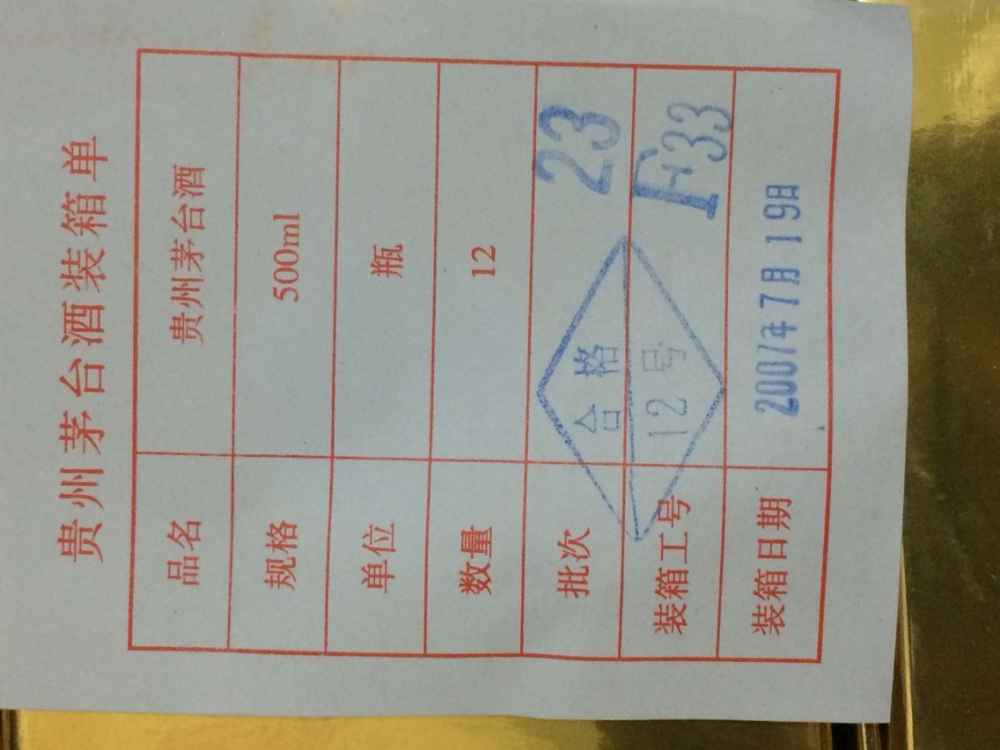 贵州茅台酒装箱单
品名 贵州茅台酒
规格 500ml
单位 瓶
数量 12
批次 23
装箱工号 F33
装箱日期 2007年7月19日
合格
12号